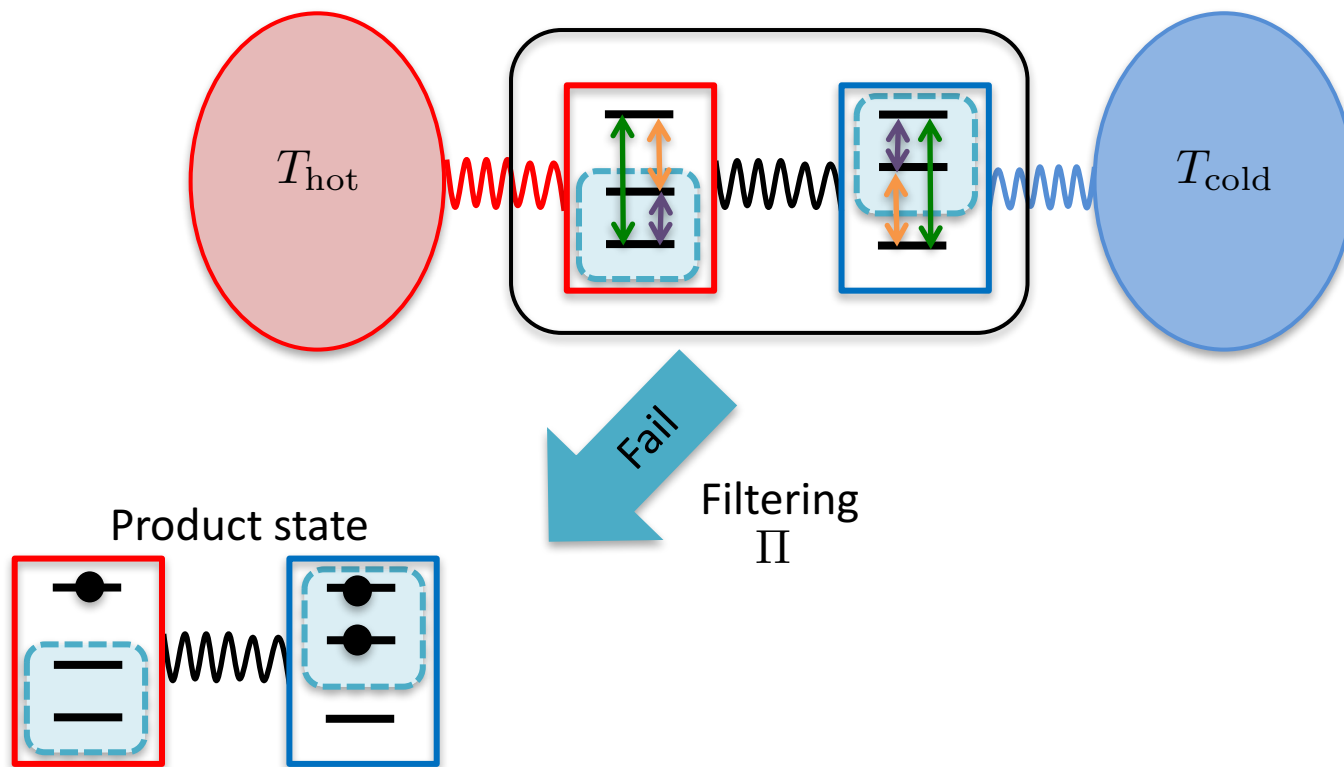 T_hot
T_cold
Fail
Filtering
Π
Product state